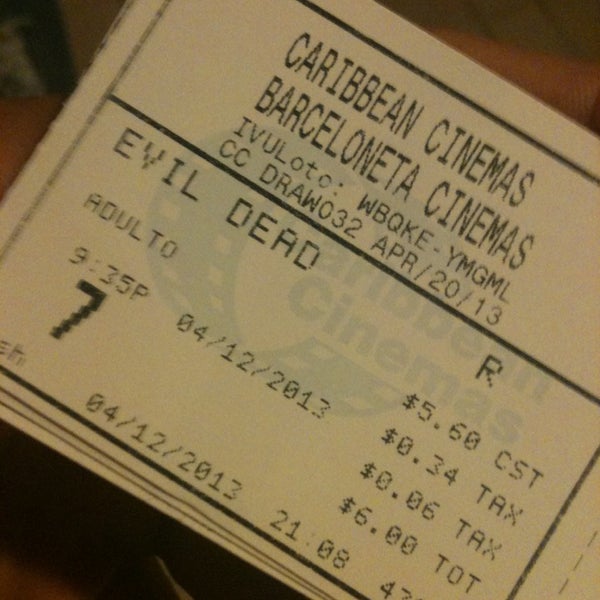 CARIBBEAN CINEMAS
BARCELONETA CINEMAS
IVULoto: WBQKE-YMGML
CC DRAW032 APR/20/13
EVIL DEAD
R
ADULTO
$5.60 CST
9:35P 04/12/2013
$0.34 TAX
7
$0.06 TAX
$6.00 TOT
04/12/2013 21:08
Caribbean
Cinemas